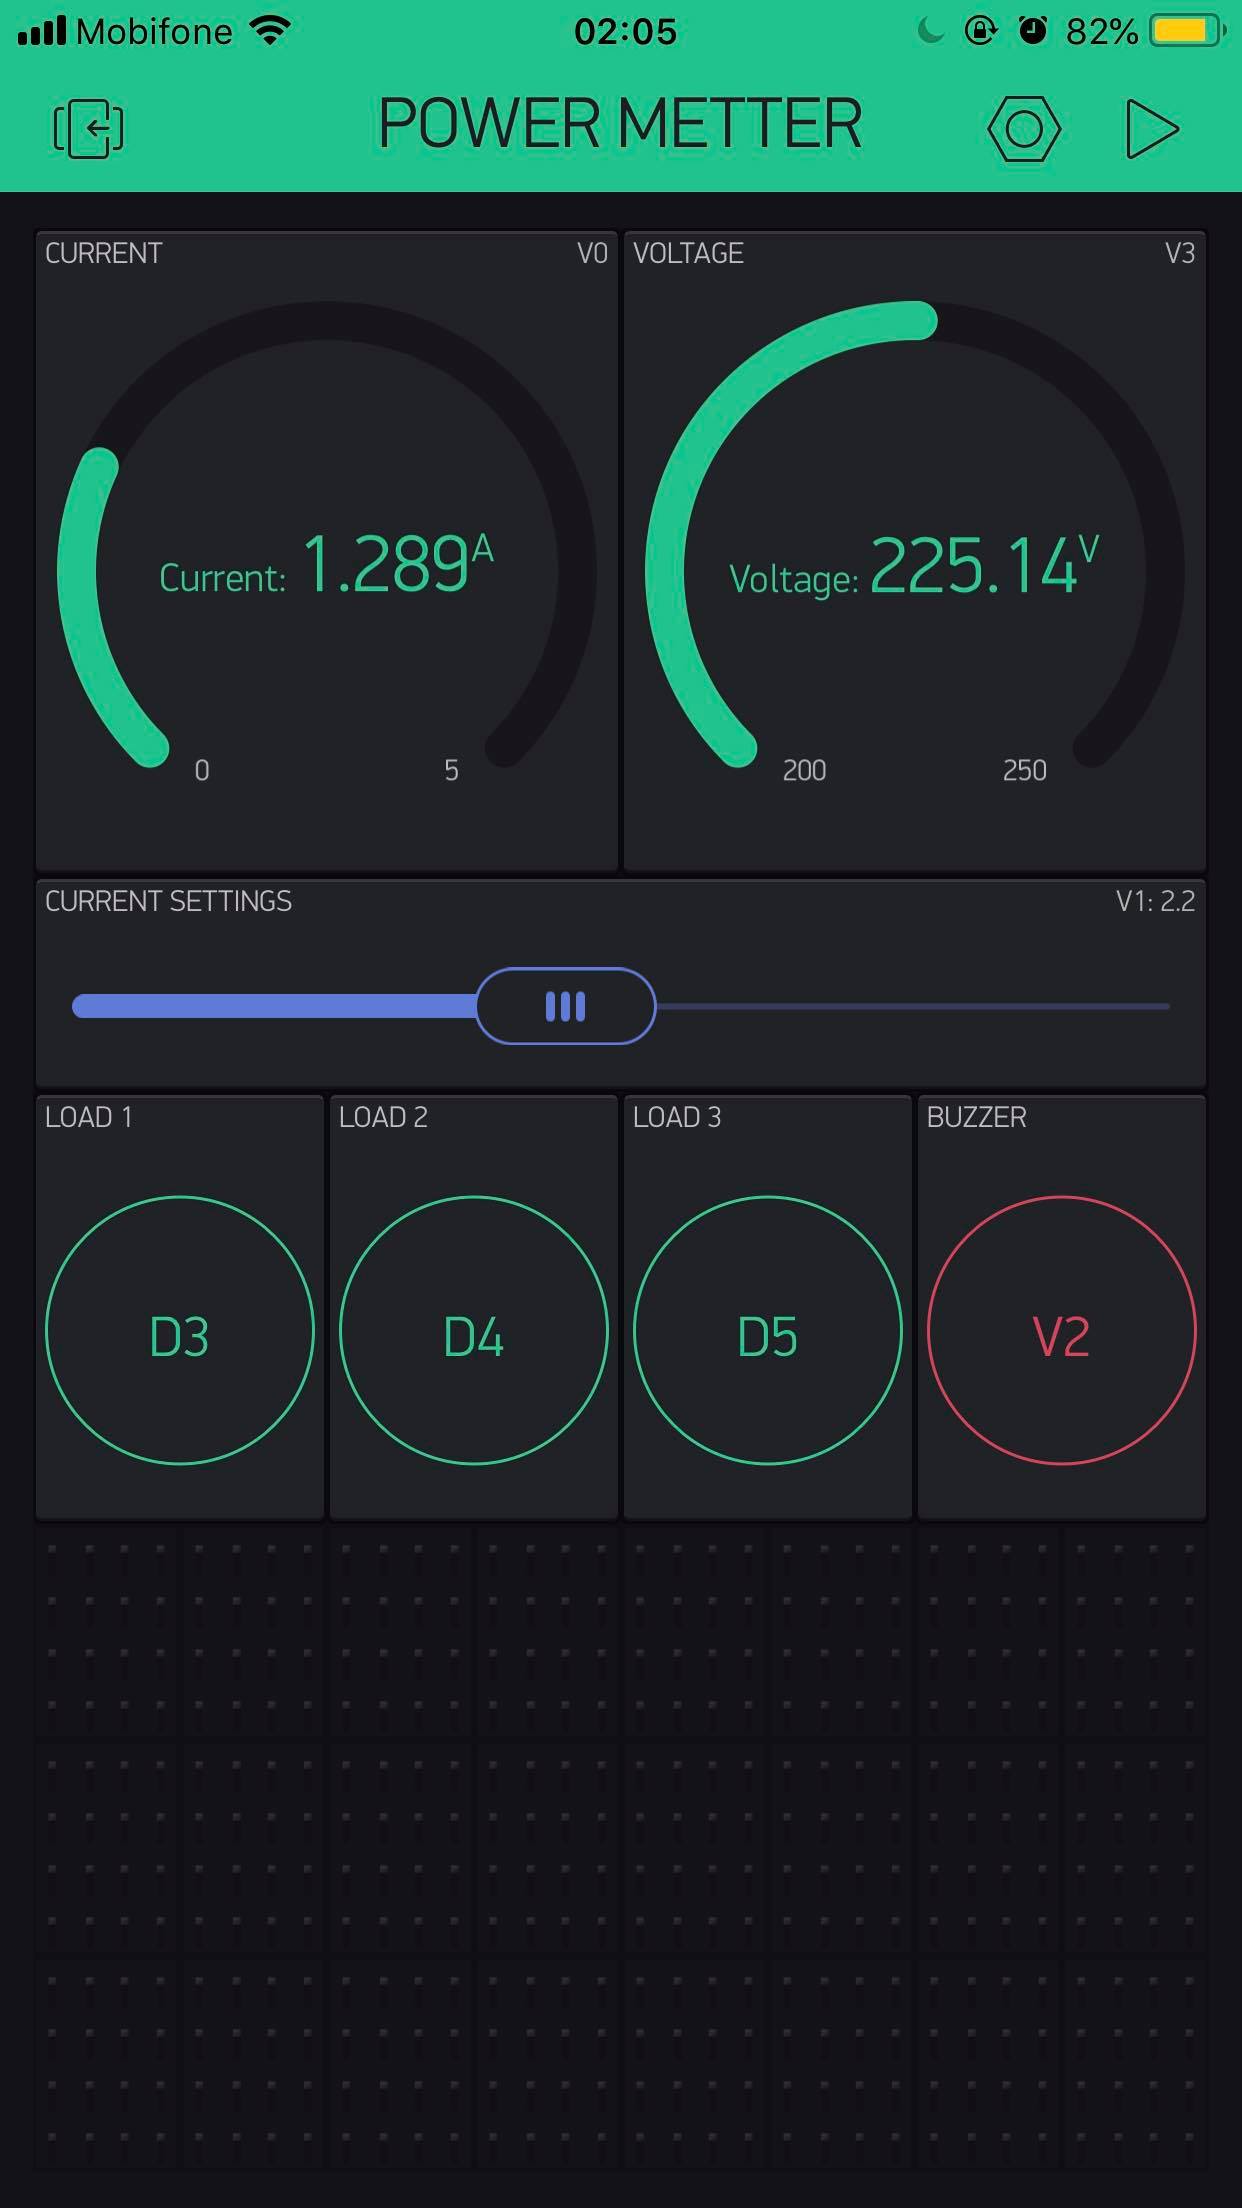 Mobifone 02:05 82%
POWER METTER
CURRENT V0
Current: 1.289A
0 5
VOLTAGE V3
Voltage: 225.14V
200 250
CURRENT SETTINGS V1: 2.2
LOAD 1
D3
LOAD 2
D4
LOAD 3
D5
BUZZER
V2